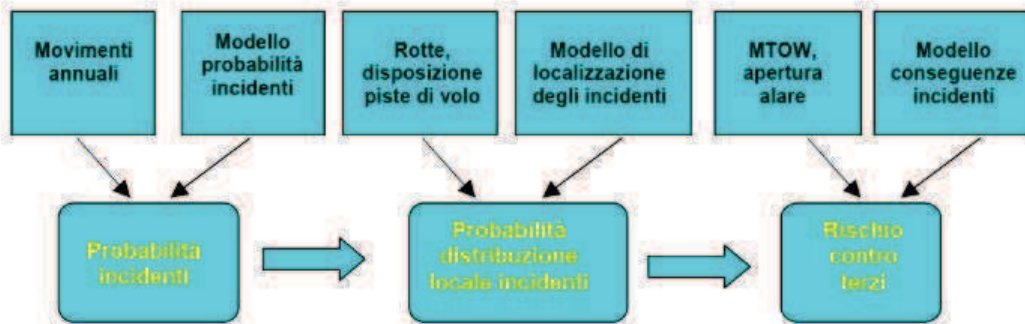 Movimenti
annuali
Modello
probabilità
incidenti
Rotte,
disposizione
piste di volo
Modello di
localizzazione
degli incidenti
MTOW,
apertura
alare
Modello
conseguenze
incidenti
Probabilità
incidenti
Probabilità
distribuzione
locale incidenti
Rischio
contro
terzi